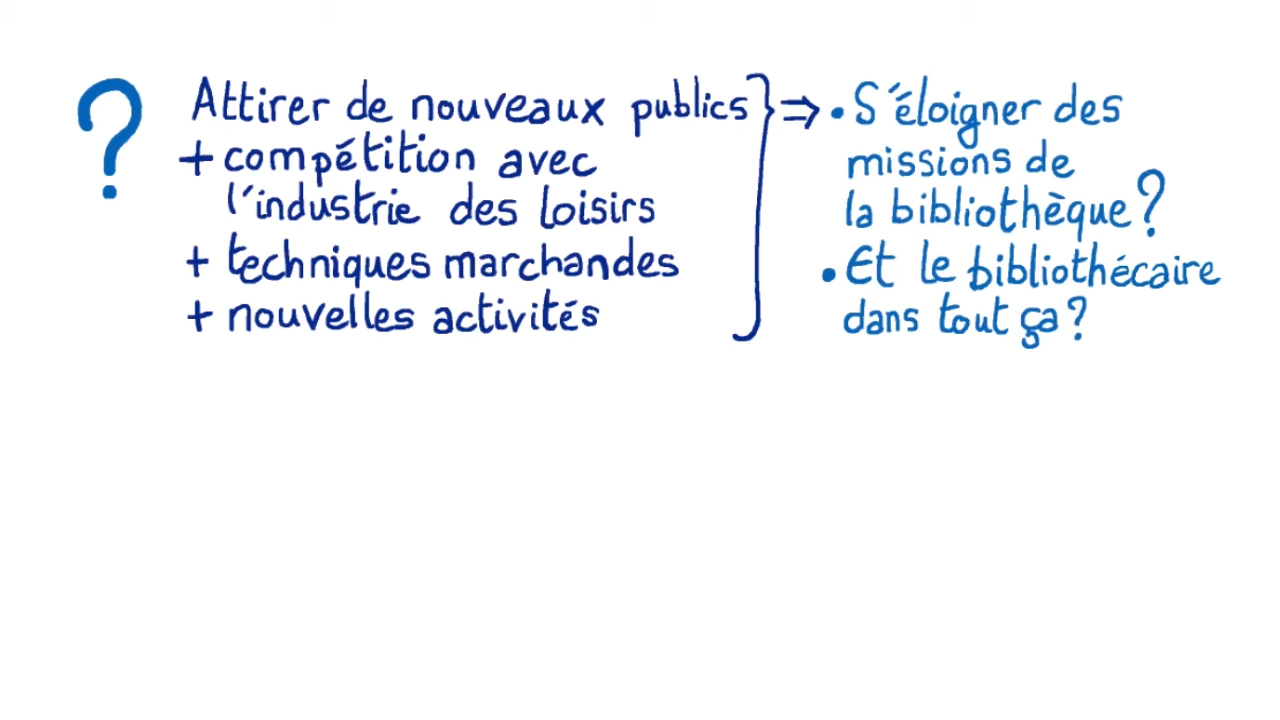 ?
Attirer de nouveaux publics
+ compétition avec
l'industrie des loisirs
+ techniques marchandes
+ nouvelles activités
⇒ • S'éloigner des
missions de
la bibliothèque ?
• Et le bibliothécaire
dans tout ça ?